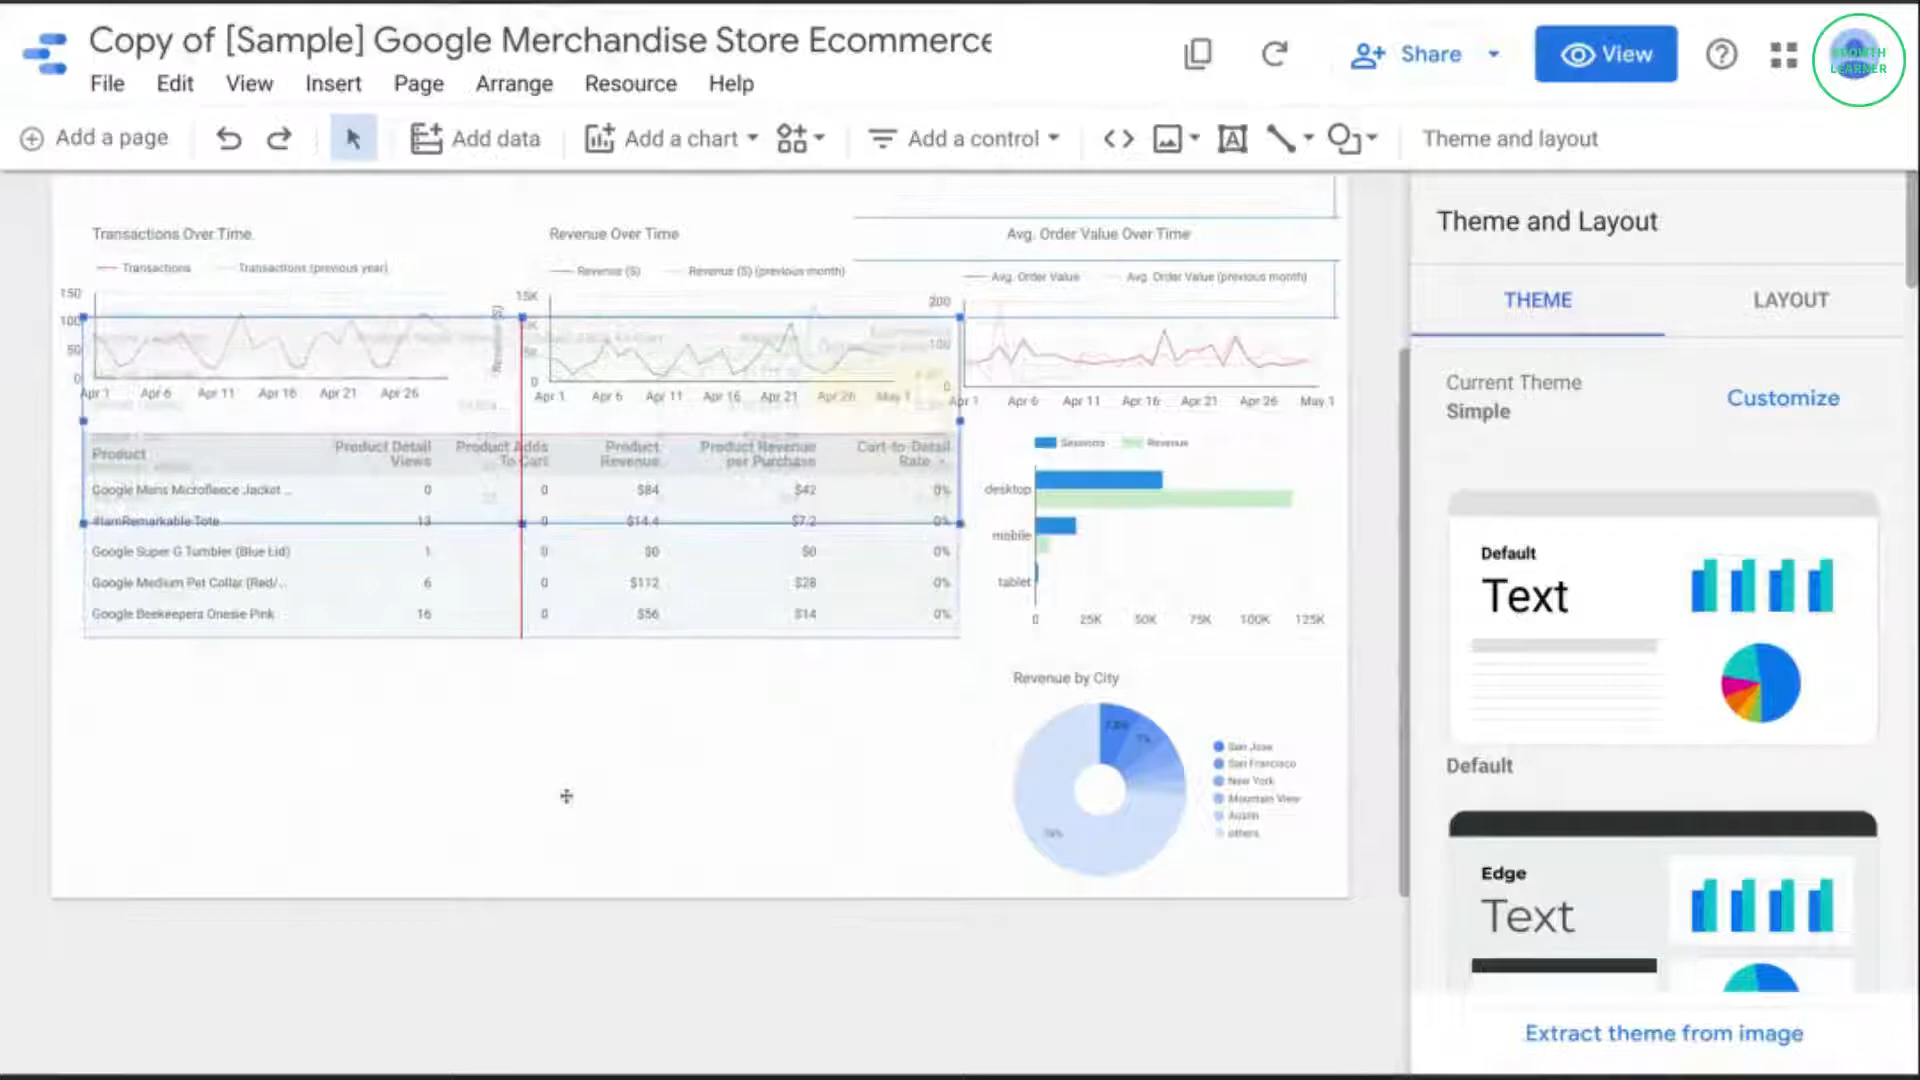 Copy of [Sample] Google Merchandise Store Ecommerce
File Edit View Insert Page Arrange Resource Help
Share View
GROWTH
LEARNER
Add a page Add data Add a chart Add a control Theme and layout
Transactions Over Time
Transactions Transactions (previous year)
150
100
50
0
Apr 1 Apr 6 Apr 11 Apr 16 Apr 21 Apr 26
Revenue Over Time
Revenue ($) Revenue ($) (previous month)
Revenue ($)
15K
0
Apr 1 Apr 6 Apr 11 Apr 16 Apr 21 Apr 26 May 1
Avg. Order Value Over Time
Avg. Order Value Avg. Order Value (previous month)
200
100
0
Apr 1 Apr 6 Apr 11 Apr 16 Apr 21 Apr 26 May 1
Product Product Detail Views Product Adds To Cart Product Revenue Product Revenue per Purchase Cart-to-Detail Rate
Google Mens Microfleece Jacket ... 0 0 $84 $42 0%
#IamRemarkable Tote 13 0 $14.4 $7.2 0%
Google Super G Tumbler (Blue Lid) 1 0 $0 $0 0%
Google Medium Pet Collar (Red/... 6 0 $112 $28 0%
Google Beekeepers Onesie Pink 16 0 $56 $14 0%
Sessions Revenue
desktop
mobile
tablet
0 25K 50K 75K 100K 125K
Revenue by City
San Jose
San Francisco
New York
Mountain View
Austin
others
Theme and Layout
THEME LAYOUT
Current Theme
Simple
Customize
Default
Text
Default
Edge
Text
Extract theme from image